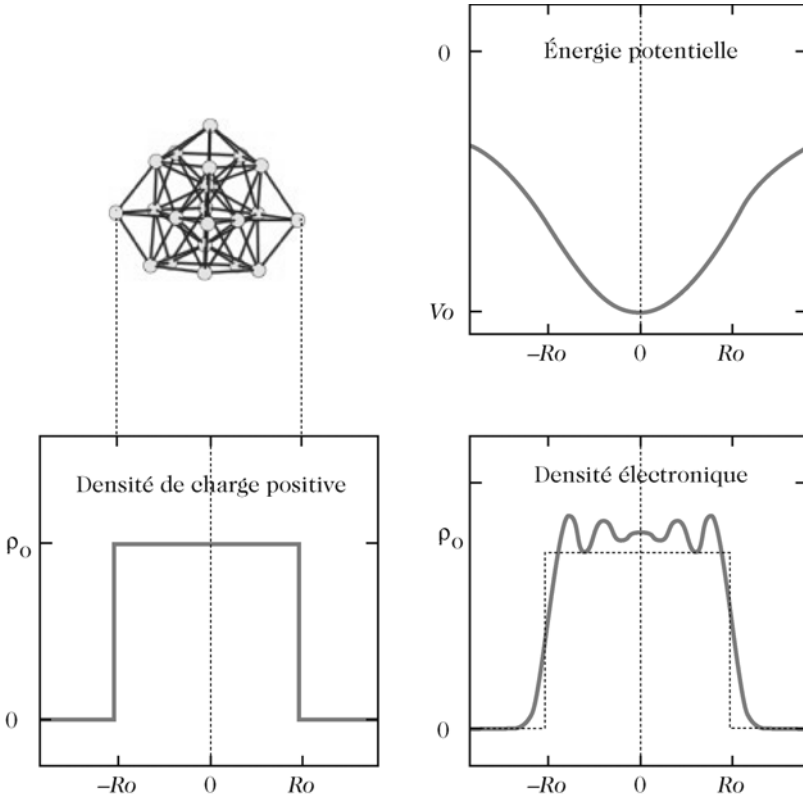 0
Énergie potentielle
Vo
–Ro
0
Ro
Densité de charge positive
ρo
0
–Ro
0
Ro
Densité électronique
ρo
0
–Ro
0
Ro